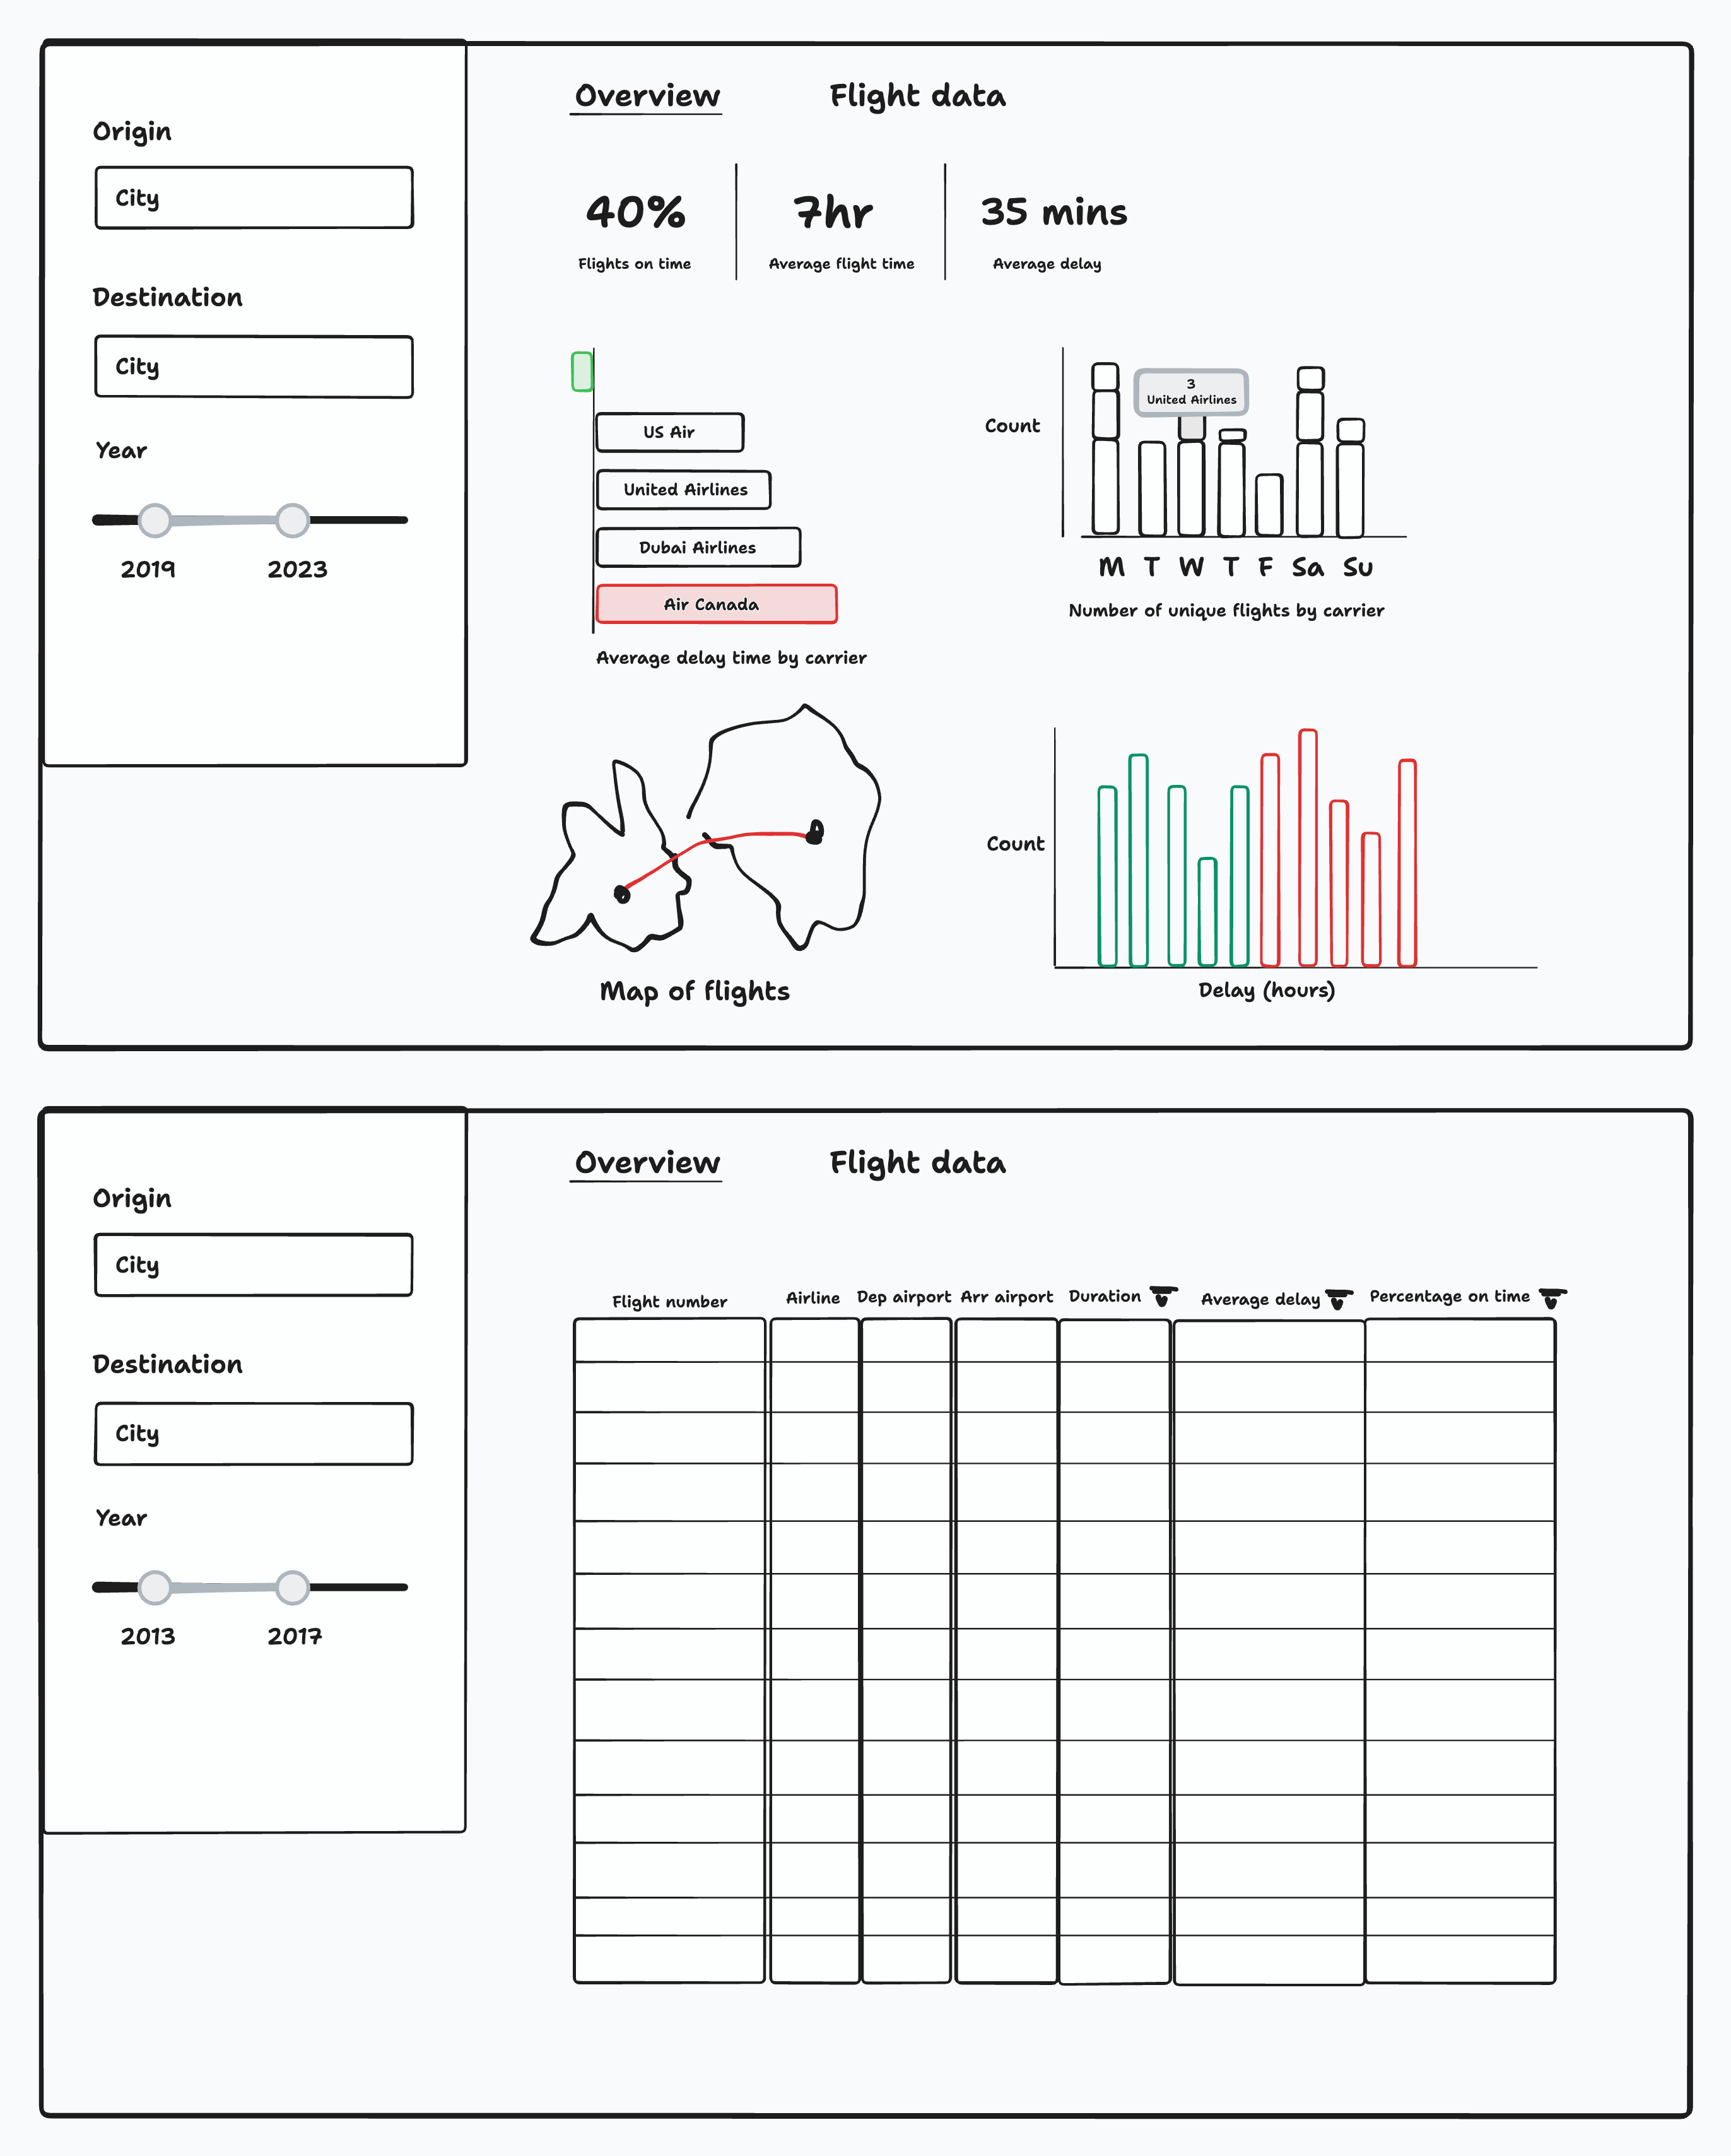 Overview
Flight data
Origin
City
Destination
City
Year
2019
2023
40%
Flights on time
7hr
Average flight time
35 mins
Average delay
US Air
United Airlines
Dubai Airlines
Air Canada
Average delay time by carrier
Count
3
United Airlines
M T W T F Sa Su
Number of unique flights by carrier
Map of flights
Count
Delay (hours)
Overview
Flight data
Origin
City
Destination
City
Year
2013
2017
Flight number
Airline
Dep airport
Arr airport
Duration
Average delay
Percentage on time